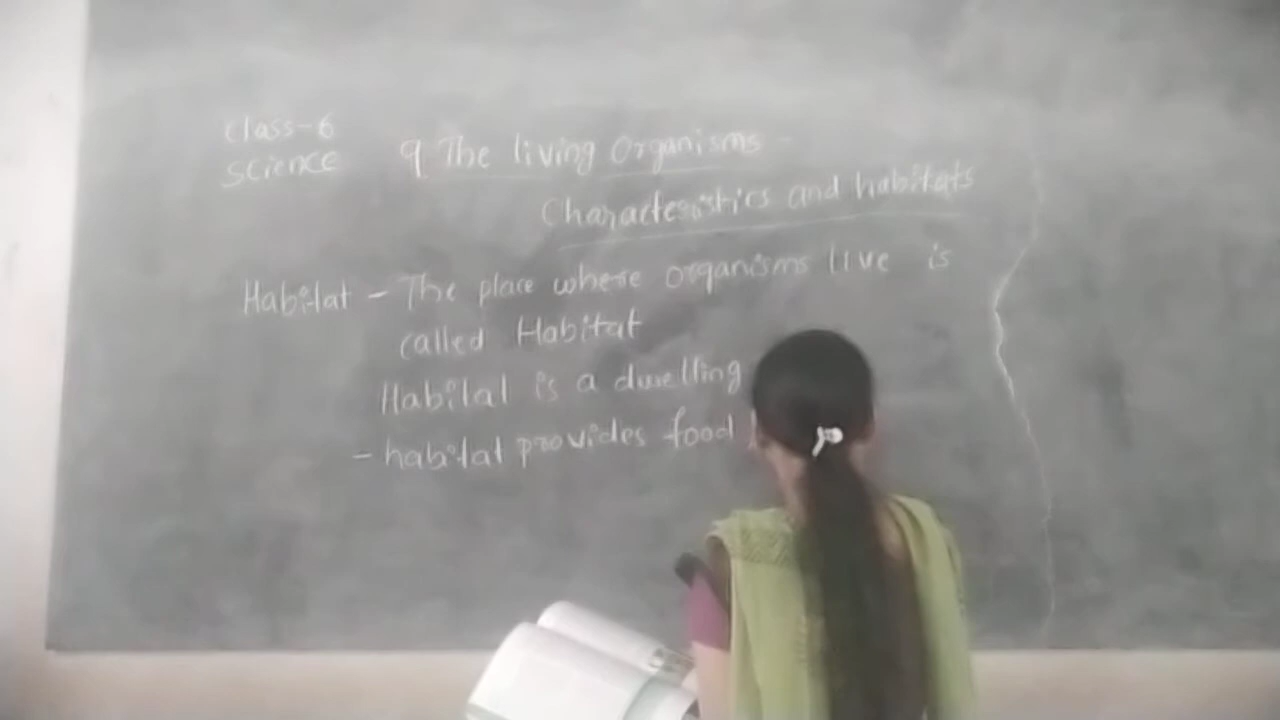 Class-6
Science
9 The living Organisms -
Characteristics and habitats
Habitat - The place where organisms live is
called Habitat
Habitat is a dwelling
- habitat provides food